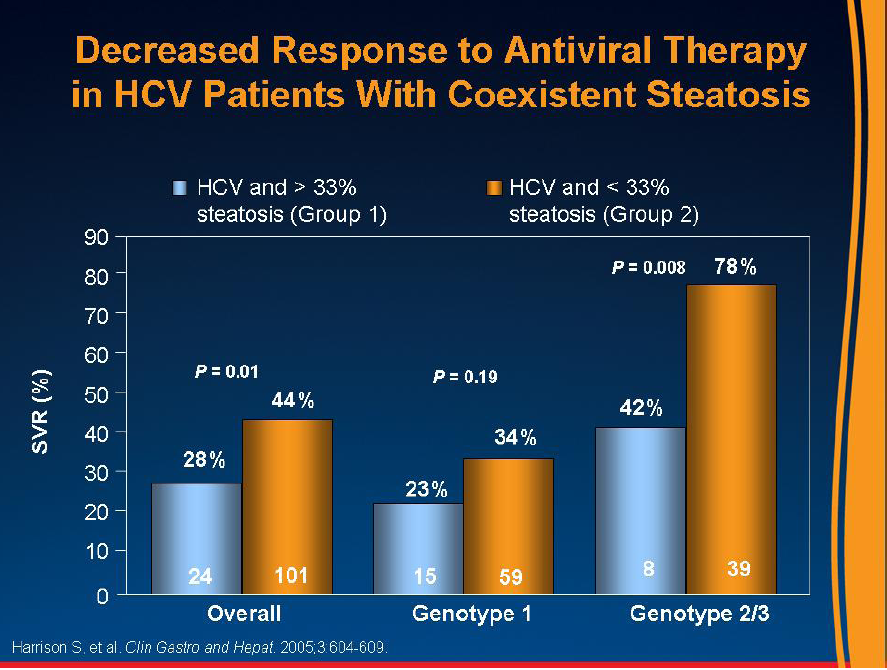 Decreased Response to Antiviral Therapy
in HCV Patients With Coexistent Steatosis
HCV and > 33%
steatosis (Group 1)
HCV and < 33%
steatosis (Group 2)
SVR (%)
90
80
70
60
50
40
30
20
10
0
P = 0.01
28%
44%
24
101
Overall
P = 0.19
23%
34%
15
59
Genotype 1
P = 0.008
42%
78%
8
39
Genotype 2/3
Harrison S, et al. Clin Gastro and Hepat. 2005;3:604-609.